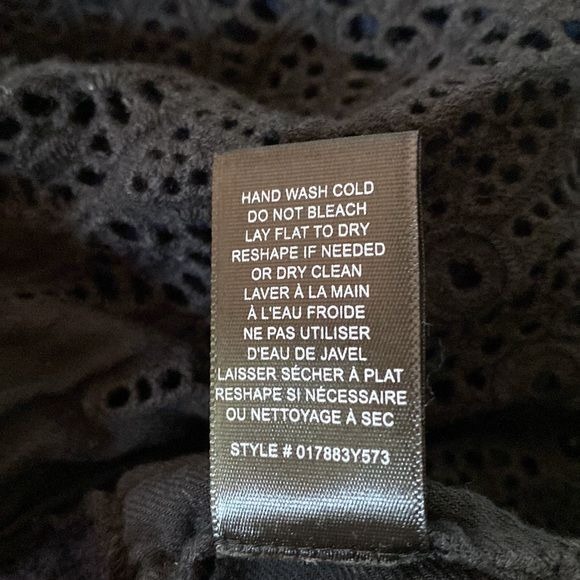 HAND WASH COLD
DO NOT BLEACH
LAY FLAT TO DRY
RESHAPE IF NEEDED
OR DRY CLEAN
LAVER À LA MAIN
À L'EAU FROIDE
NE PAS UTILISER
D'EAU DE JAVEL
LAISSER SÉCHER À PLAT
RESHAPE SI NÉCESSAIRE
OU NETTOYAGE À SEC
STYLE # 017883Y573